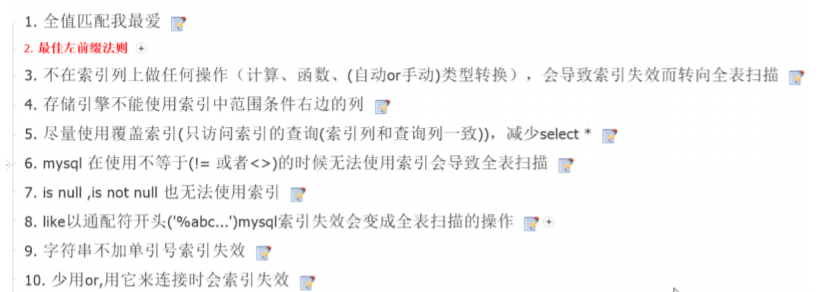 1. 全值匹配我最爱
2. 最佳左前缀法则
3. 不在索引列上做任何操作（计算、函数、(自动or手动)类型转换），会导致索引失效而转向全表扫描
4. 存储引擎不能使用索引中范围条件右边的列
5. 尽量使用覆盖索引(只访问索引的查询(索引列和查询列一致))，减少select *
6. mysql 在使用不等于(!= 或者<>)的时候无法使用索引会导致全表扫描
7. is null ,is not null 也无法使用索引
8. like以通配符开头('%abc...')mysql索引失效会变成全表扫描的操作
9. 字符串不加单引号索引失效
10. 少用or,用它来连接时会索引失效